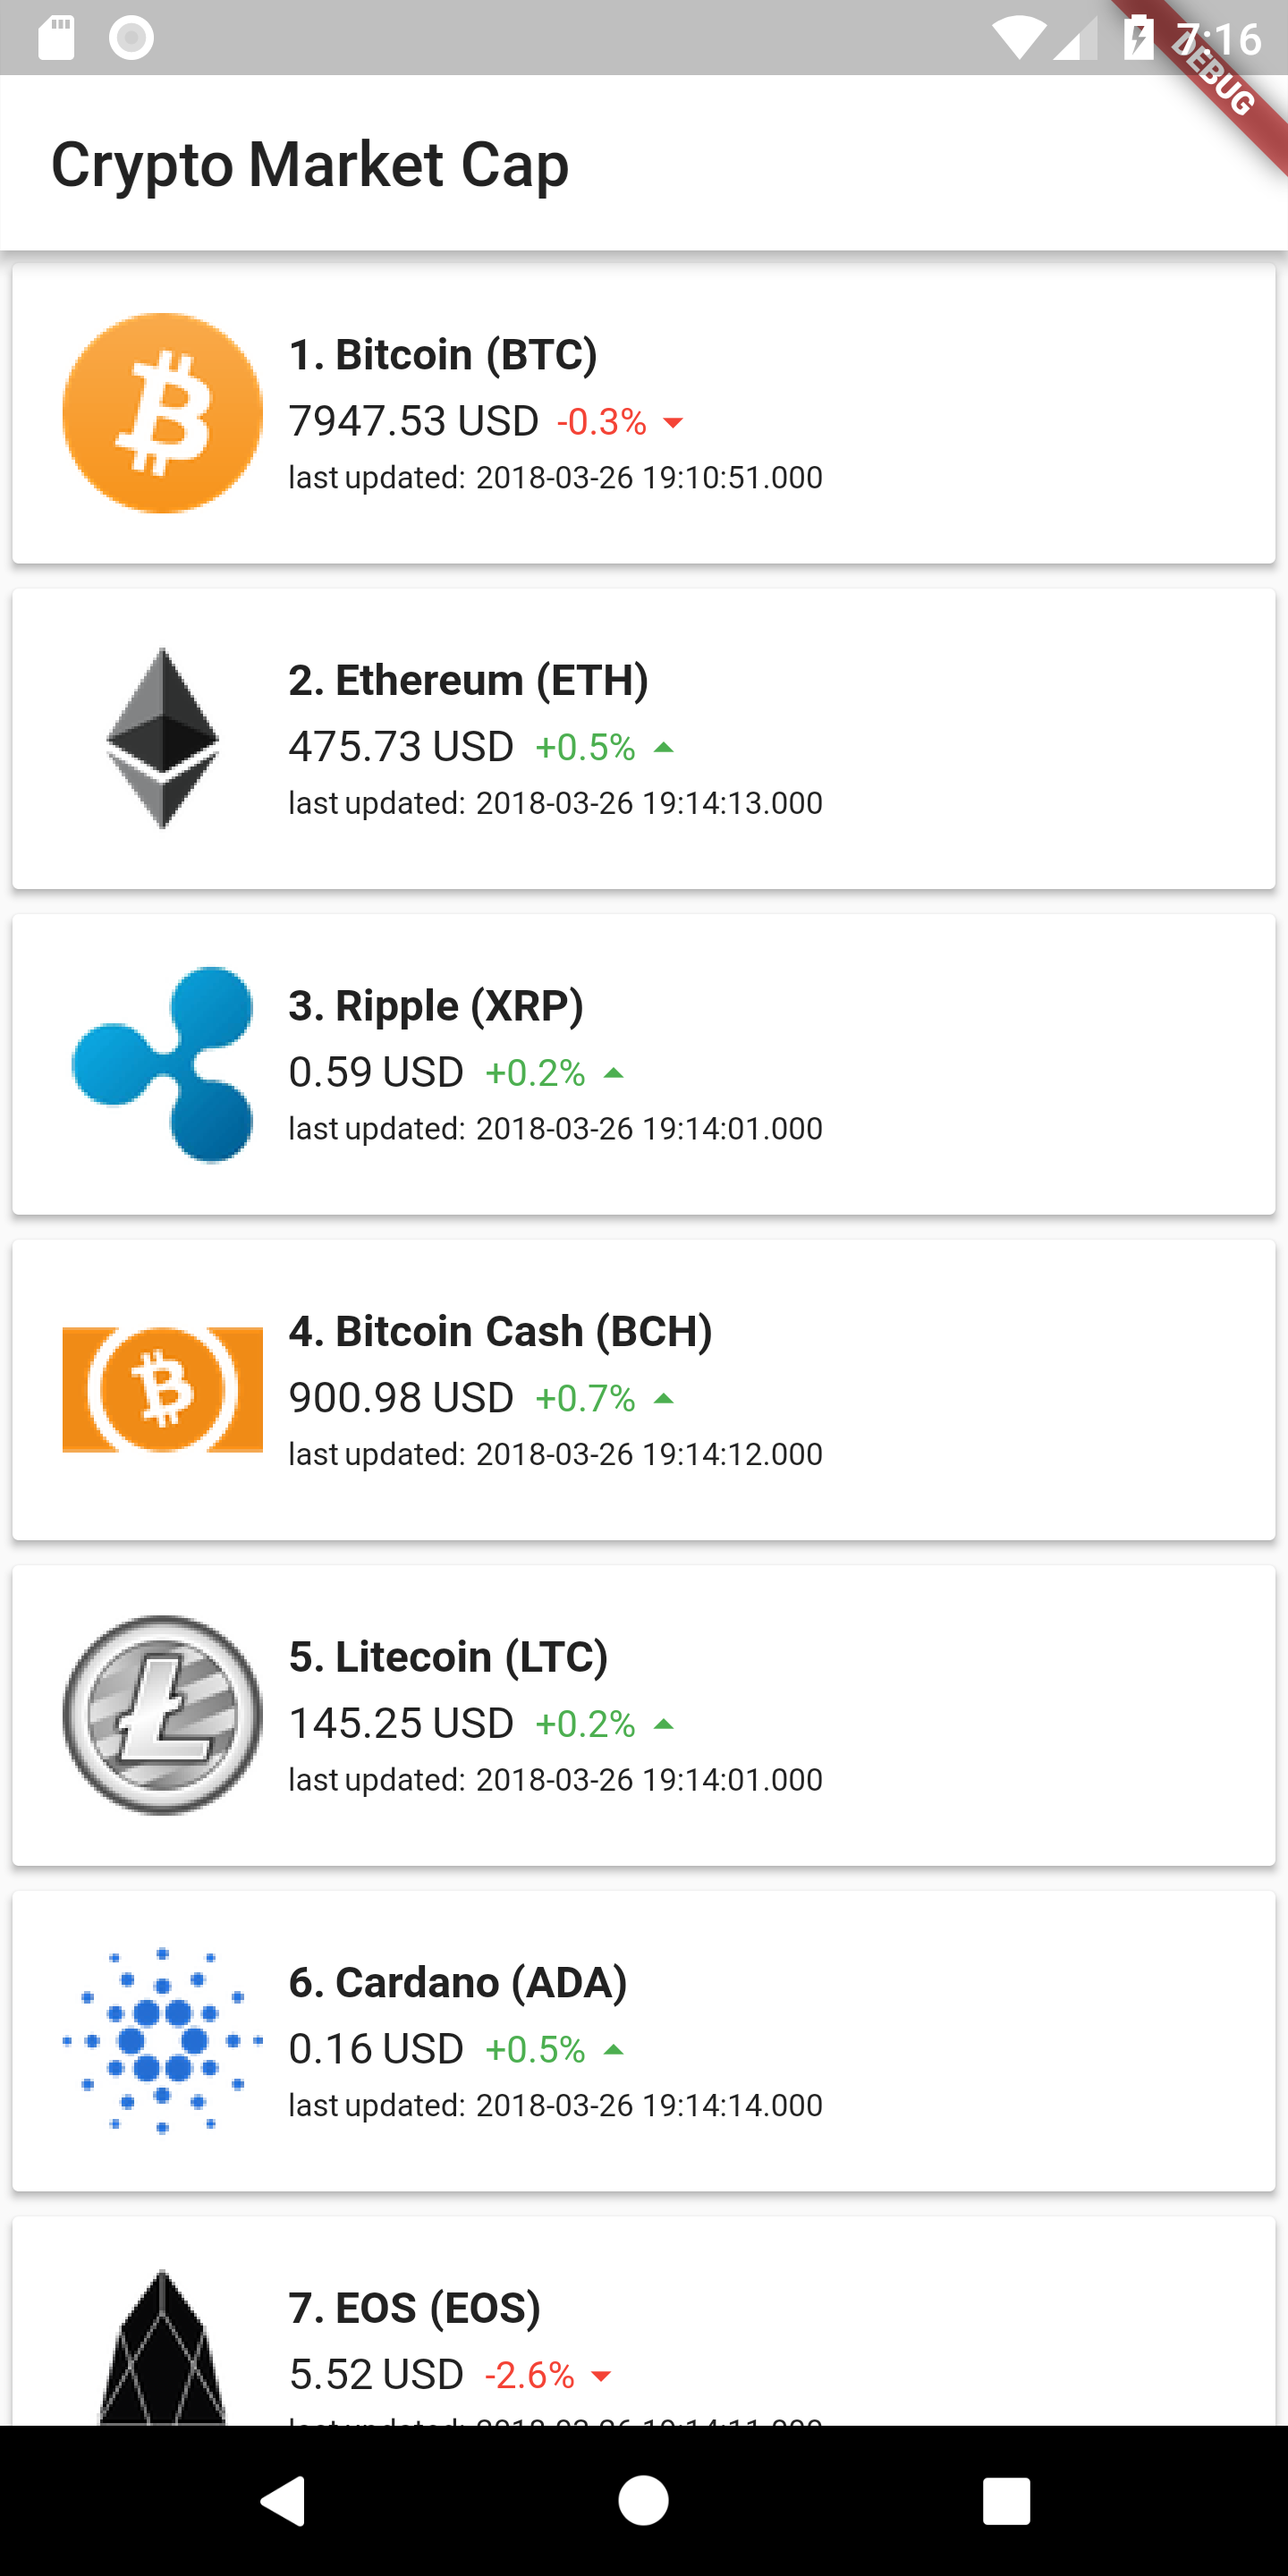 7:16
DEBUG
Crypto Market Cap
1. Bitcoin (BTC)
7947.53 USD -0.3%
last updated: 2018-03-26 19:10:51.000
2. Ethereum (ETH)
475.73 USD +0.5%
last updated: 2018-03-26 19:14:13.000
3. Ripple (XRP)
0.59 USD +0.2%
last updated: 2018-03-26 19:14:01.000
4. Bitcoin Cash (BCH)
900.98 USD +0.7%
last updated: 2018-03-26 19:14:12.000
5. Litecoin (LTC)
145.25 USD +0.2%
last updated: 2018-03-26 19:14:01.000
6. Cardano (ADA)
0.16 USD +0.5%
last updated: 2018-03-26 19:14:14.000
7. EOS (EOS)
5.52 USD -2.6%